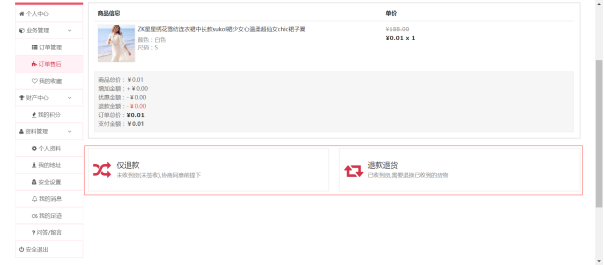 个人中心
业务管理
订单管理
订单售后
我的收藏
财产中心
我的积分
资料管理
个人资料
我的地址
安全设置
我的消息
我的足迹
问答/留言
安全退出
商品信息 单价
ZK星星绣花蕾纺连衣裙中长款sukol裙少女心温柔超仙女chic裙子夏
颜色：白色
尺码：S
¥188.00
¥0.01 x 1
商品总价：¥0.01
增加金额：+¥0.00
优惠金额：-¥0.00
退款金额：-¥0.00
订单总价：¥0.01
支付金额：¥0.01
仅退款
未收到货(未签收),协商同意前提下
退款退货
已收到货,需要退换已收到的货物